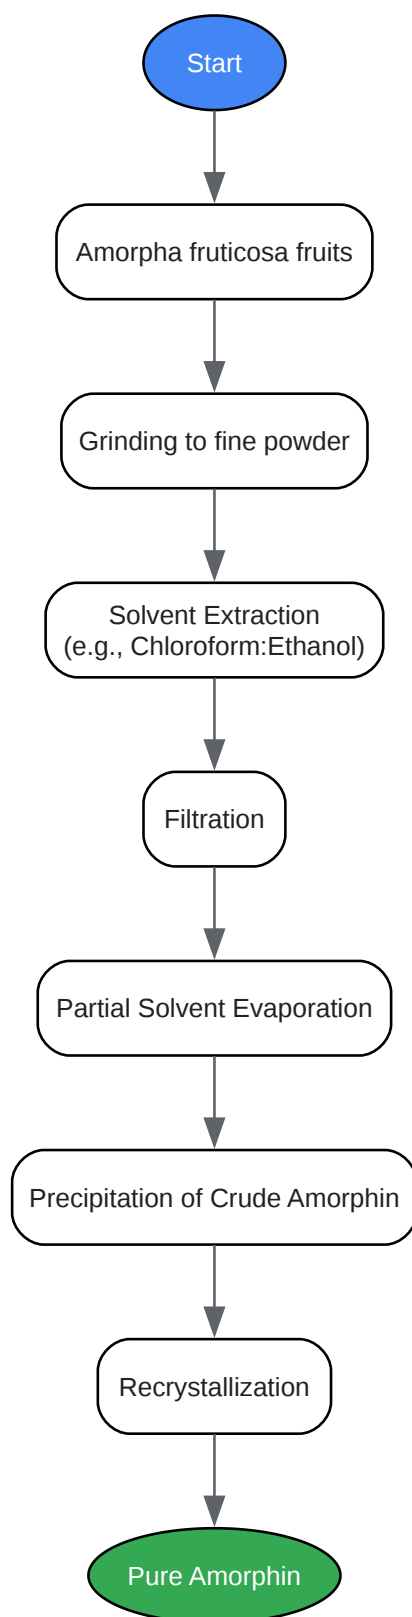 Start
Amorpha fruticosa fruits
Grinding to fine powder
Solvent Extraction
(e.g., Chloroform:Ethanol)
Filtration
Partial Solvent Evaporation
Precipitation of Crude Amorphin
Recrystallization
Pure Amorphin